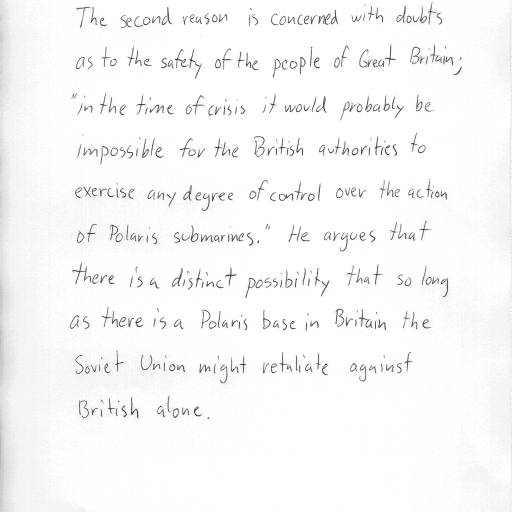 The second reason is concerned with doubts
as to the safety of the people of Great Britain;
"in the time of crisis it would probably be
impossible for the British authorities to
exercise any degree of control over the action
of Polaris submarines." He argues that
there is a distinct possibility that so long
as there is a Polaris base in Britain the
Soviet Union might retaliate against
British alone.